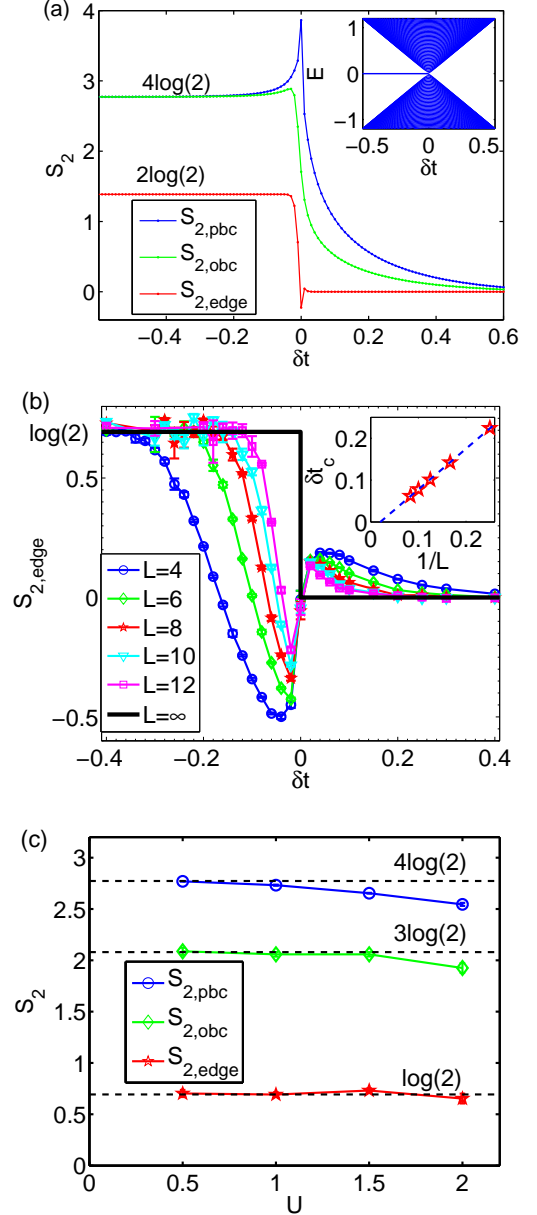 (a)
4
3
2
1
0
S2
4log(2)
2log(2)
S2,pbc
S2,obc
S2,edge
−0.4 −0.2 0 0.2 0.4 0.6
δt
1
0
−1
E
−0.5 0 0.5
δt
(b)
log(2)
0.5
0
−0.5
S2,edge
L=4
L=6
L=8
L=10
L=12
L=∞
−0.4 −0.2 0 0.2 0.4
δt
0.2
0.1
0
δtc
0 0.1 0.2
1/L
(c)
3
2.5
2
1.5
1
0.5
0
S2
4log(2)
3log(2)
log(2)
S2,pbc
S2,obc
S2,edge
0 0.5 1 1.5 2
U